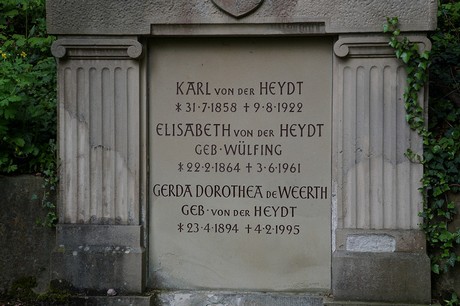 KARL VON DER HEYDT
*31·7·1858 †9·8·1922
ELISABETH VON DER HEYDT
GEB·WÜLFING
*22·2·1864 †3·6·1961
GERDA DOROTHEA DE WEERTH
GEB·VON DER HEYDT
*23·4·1894 †4·2·1995